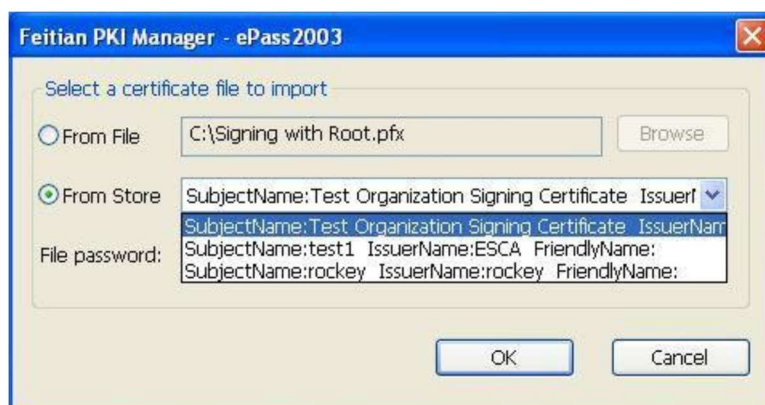 Feitian PKI Manager - ePass2003
Select a certificate file to import
From File C:\Signing with Root.pfx Browse
From Store SubjectName:Test Organization Signing Certificate IssuerN
SubjectName:Test Organization Signing Certificate IssuerNam
File password: SubjectName:test1 IssuerName:ESCA FriendlyName:
SubjectName:rockey IssuerName:rockey FriendlyName:
OK Cancel